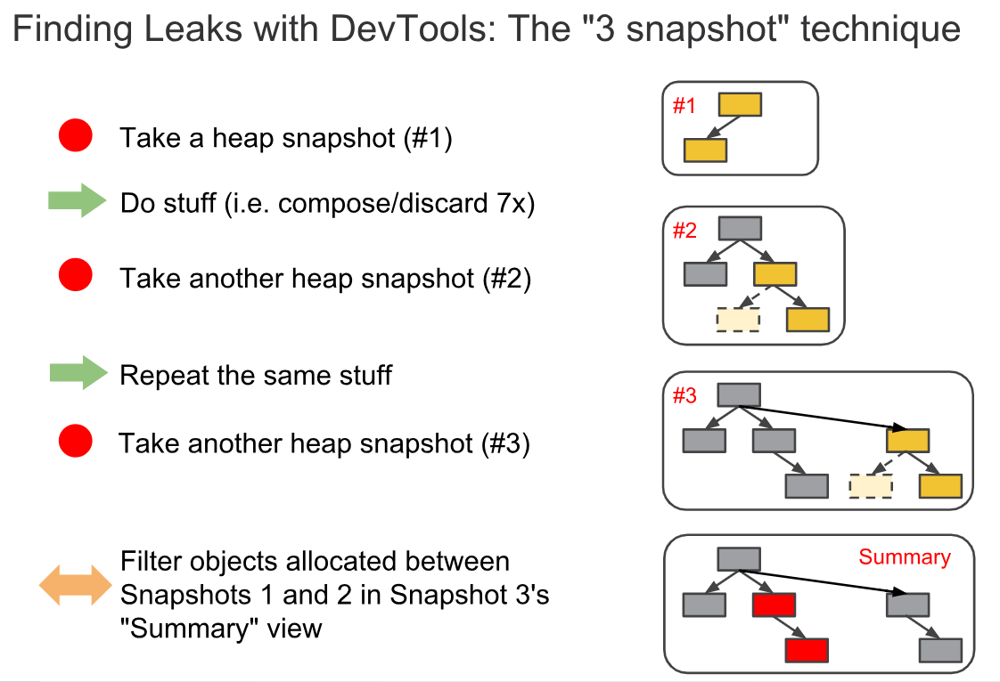 Finding Leaks with DevTools: The "3 snapshot" technique
#1
Take a heap snapshot (#1)
Do stuff (i.e. compose/discard 7x)
#2
Take another heap snapshot (#2)
Repeat the same stuff
#3
Take another heap snapshot (#3)
Filter objects allocated between
Snapshots 1 and 2 in Snapshot 3's
"Summary" view
Summary